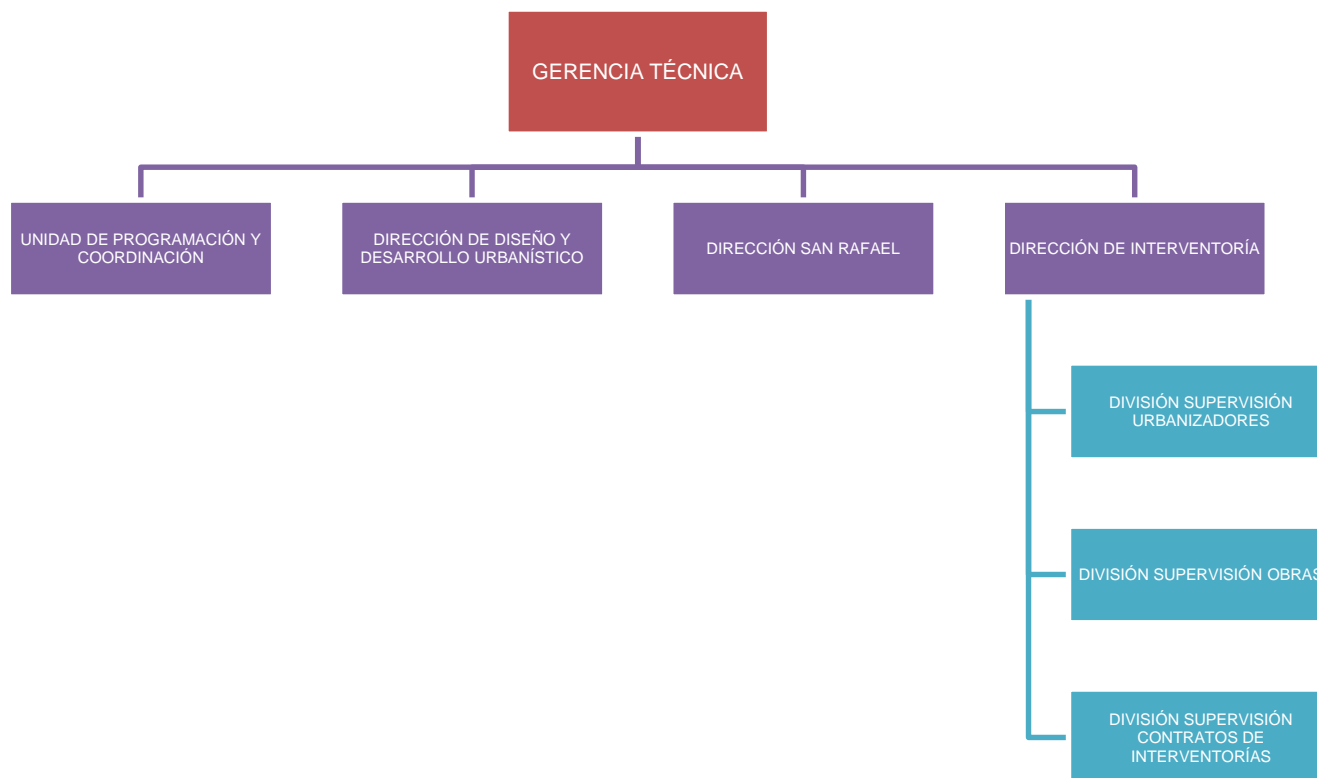 GERENCIA TÉCNICA
UNIDAD DE PROGRAMACIÓN Y
COORDINACIÓN
DIRECCIÓN DE DISEÑO Y
DESARROLLO URBANÍSTICO
DIRECCIÓN SAN RAFAEL
DIRECCIÓN DE INTERVENTORÍA
DIVISIÓN SUPERVISIÓN
URBANIZADORES
DIVISIÓN SUPERVISIÓN OBRAS
DIVISIÓN SUPERVISIÓN
CONTRATOS DE
INTERVENTORÍAS